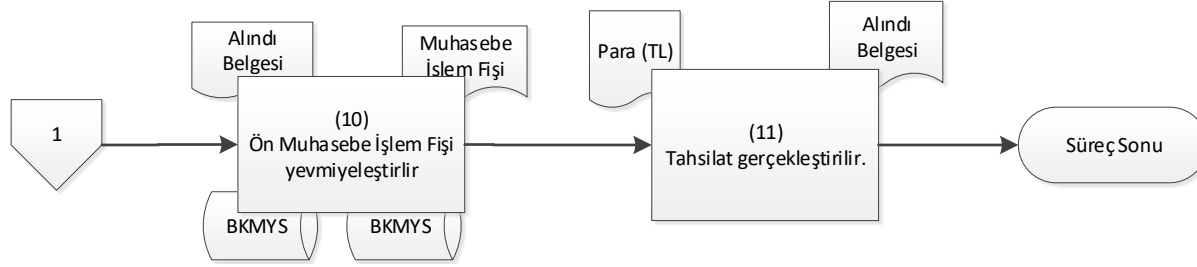 1
Alındı
Belgesi
Muhasebe
İşlem Fişi
(10)
Ön Muhasebe İşlem Fişi
yevmiyeleştirlir
BKMYS
BKMYS
Para (TL)
Alındı
Belgesi
(11)
Tahsilat gerçekleştirilir.
Süreç Sonu